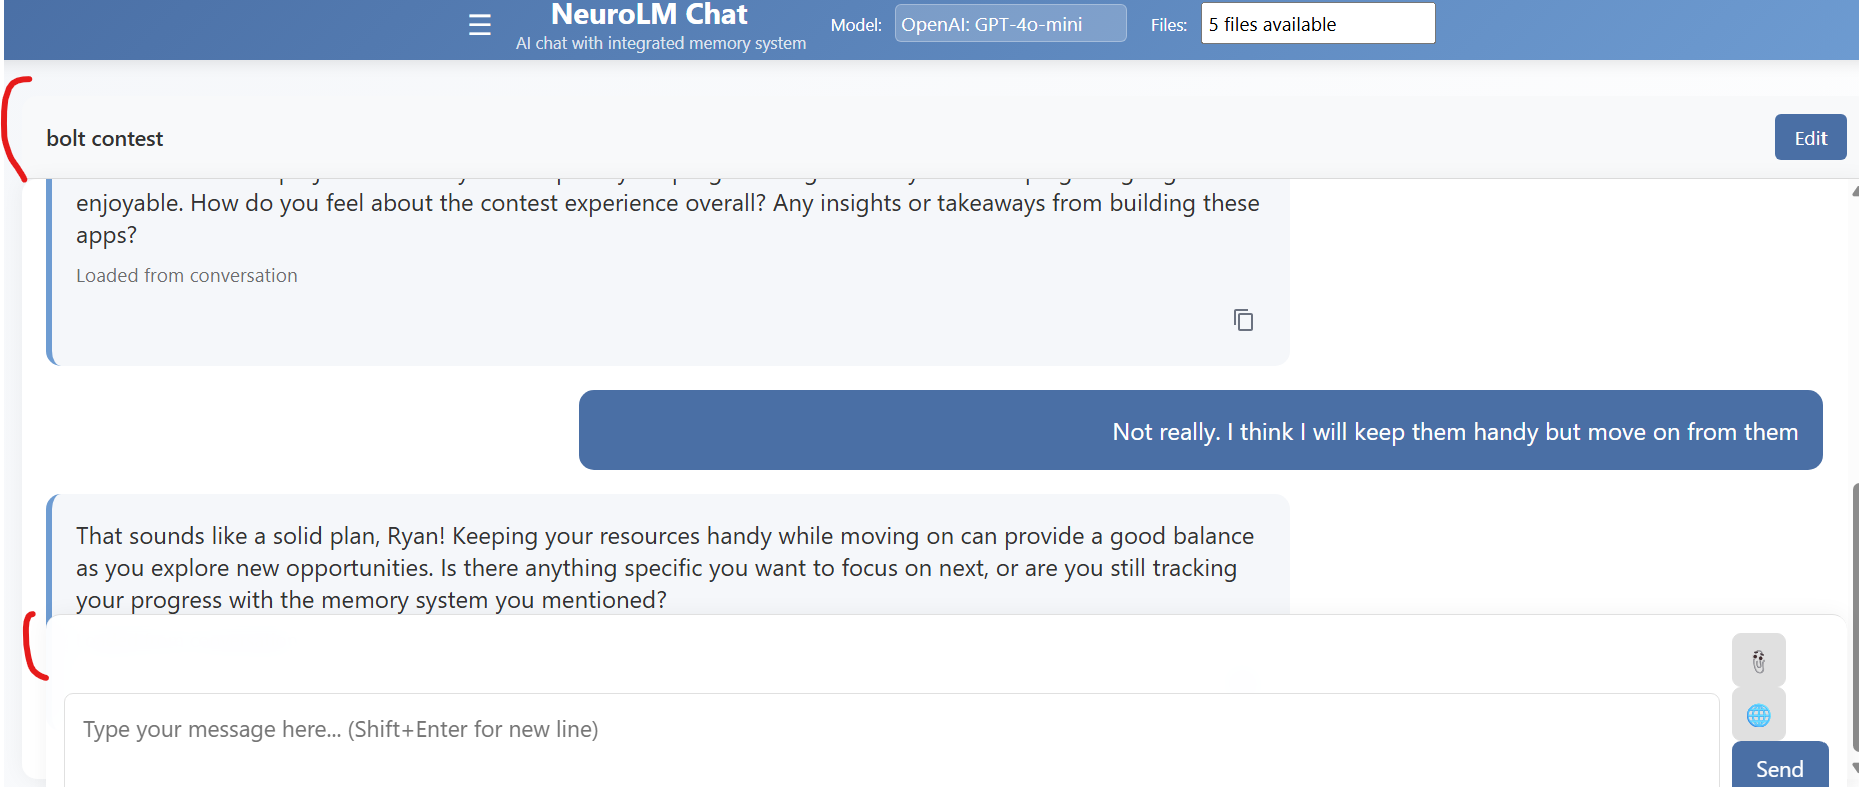 NeuroLM Chat
AI chat with integrated memory system
Model: OpenAI: GPT-4o-mini Files: 5 files available
bolt contest
Edit
enjoyable. How do you feel about the contest experience overall? Any insights or takeaways from building these
apps?
Loaded from conversation
Not really. I think I will keep them handy but move on from them
That sounds like a solid plan, Ryan! Keeping your resources handy while moving on can provide a good balance
as you explore new opportunities. Is there anything specific you want to focus on next, or are you still tracking
your progress with the memory system you mentioned?
Type your message here... (Shift+Enter for new line)
Send